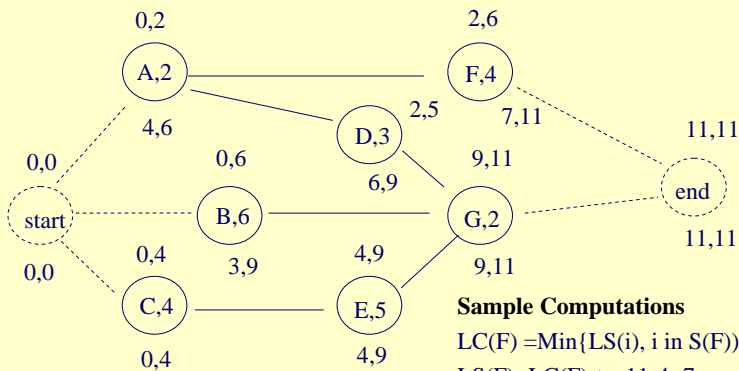 0,2
2,6
A,2
F,4
2,5
4,6
7,11
11,11
D,3
0,0
0,6
9,11
6,9
end
start
B,6
G,2
11,11
0,0
0,4
3,9
4,9
9,11
C,4
E,5
Sample Computations
LC(F) =Min{LS(i), i in S(F))
0,4
4,9